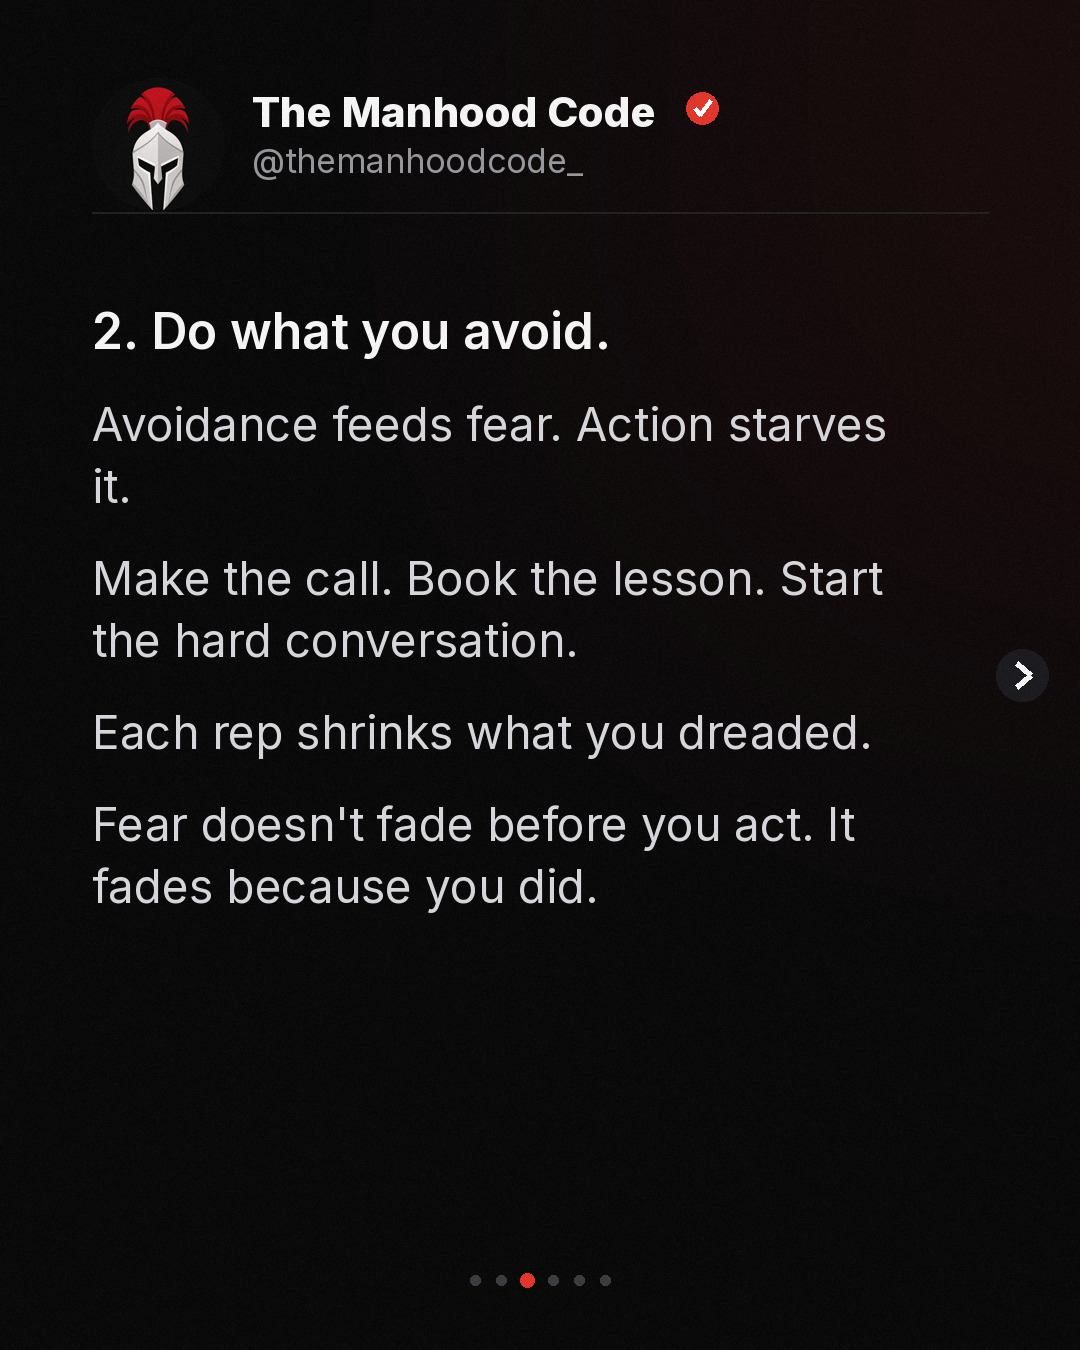 The Manhood Code
@themanhoodcode_
2. Do what you avoid.
Avoidance feeds fear. Action starves
it.
Make the call. Book the lesson. Start
the hard conversation.
Each rep shrinks what you dreaded.
Fear doesn't fade before you act. It
fades because you did.